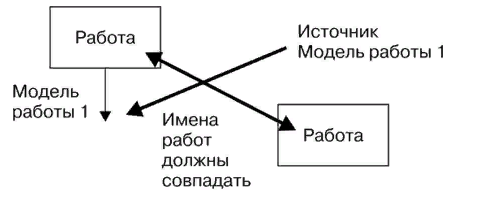 Работа
Источник
Модель работы 1
Модель
работы 1
Имена
работ
должны
совпадать
Работа